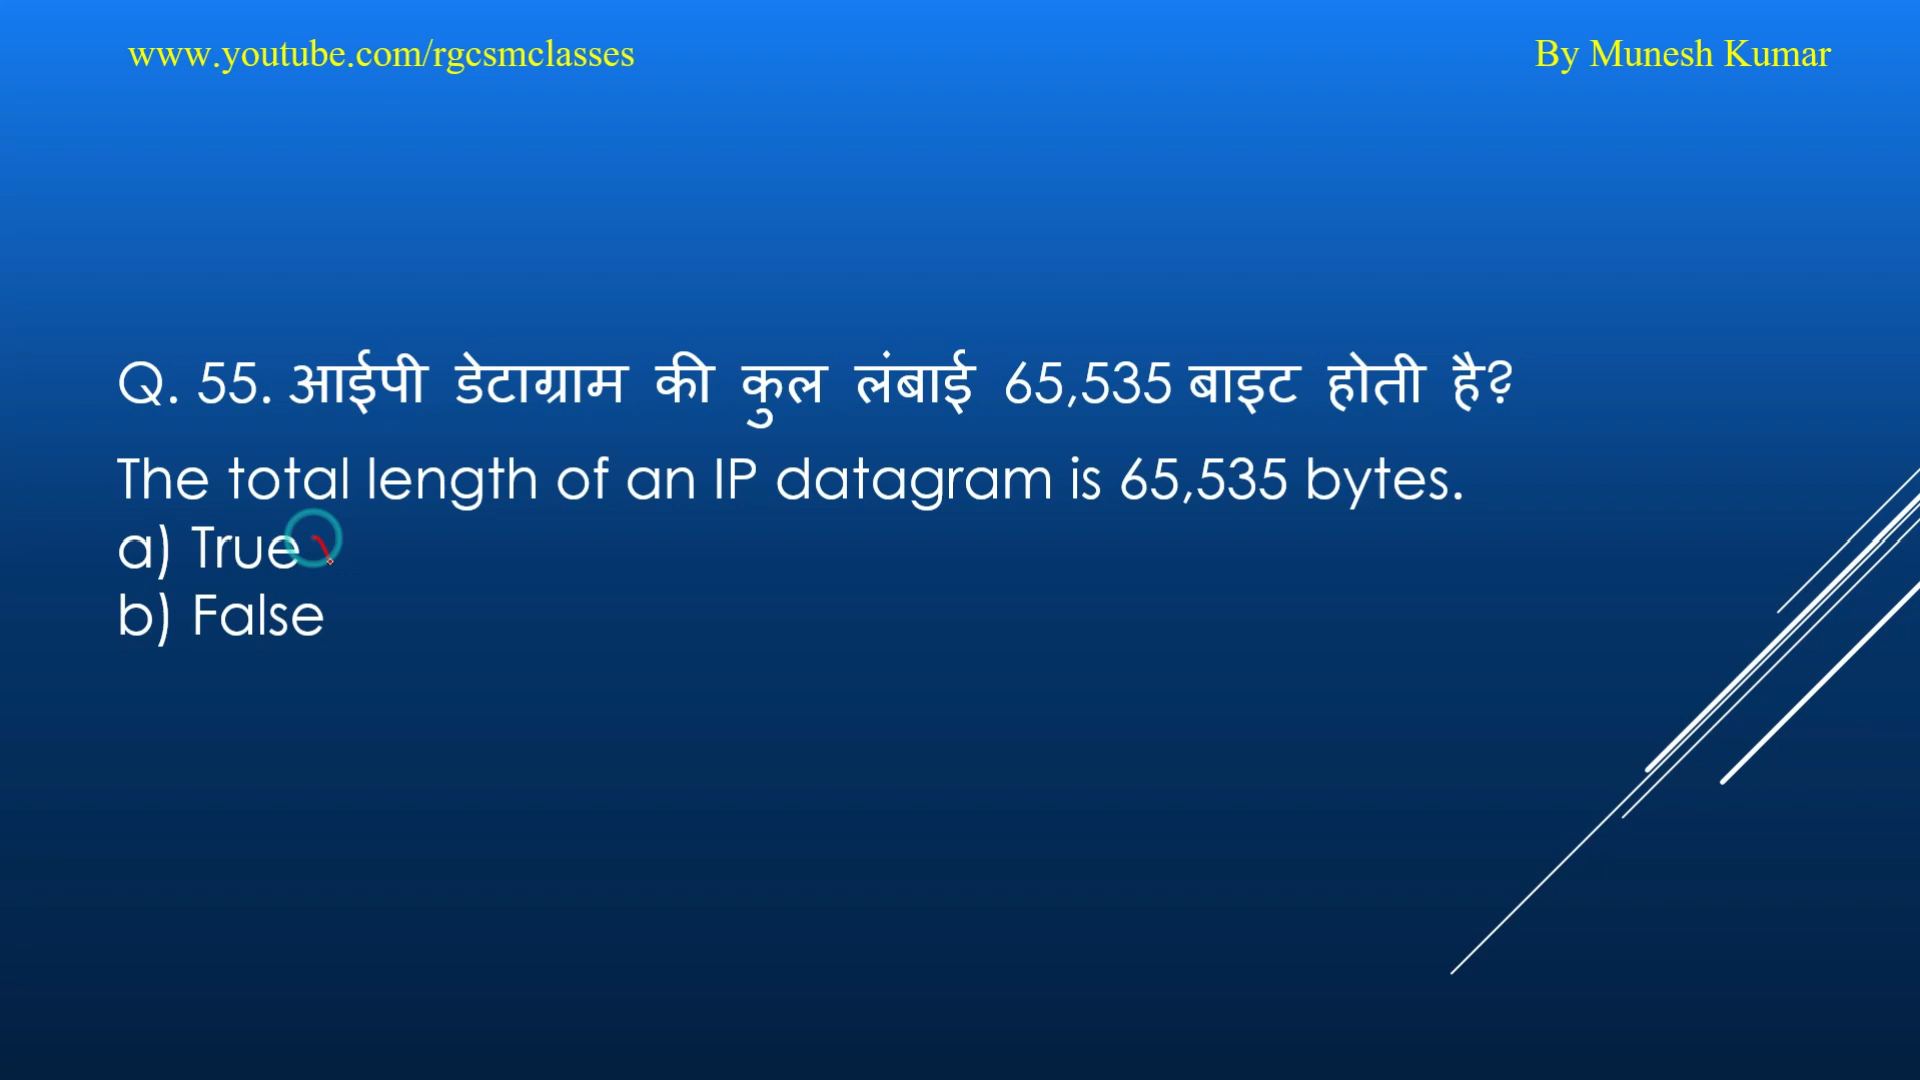 www.youtube.com/rgcsmclasses By Munesh Kumar
Q. 55. आईपी डेटाग्राम की कुल लंबाई 65,535 बाइट होती है?
The total length of an IP datagram is 65,535 bytes.
a) True
b) False